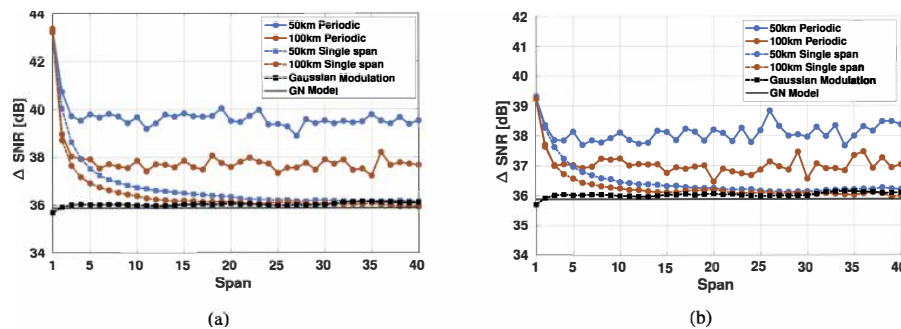 44
42
40
38
36
34
Δ SNR [dB]
1
5
10
15
20
25
30
35
40
Span
50km Periodic
100km Periodic
50km Single span
100km Single span
Gaussian Modulation
GN Model
(a)
42
41
40
39
38
37
36
35
34
Δ SNR [dB]
1
5
10
15
20
25
30
35
40
Span
50km Periodic
100km Periodic
50km Single span
100km Single span
Gaussian Modulation
GN Model
(b)